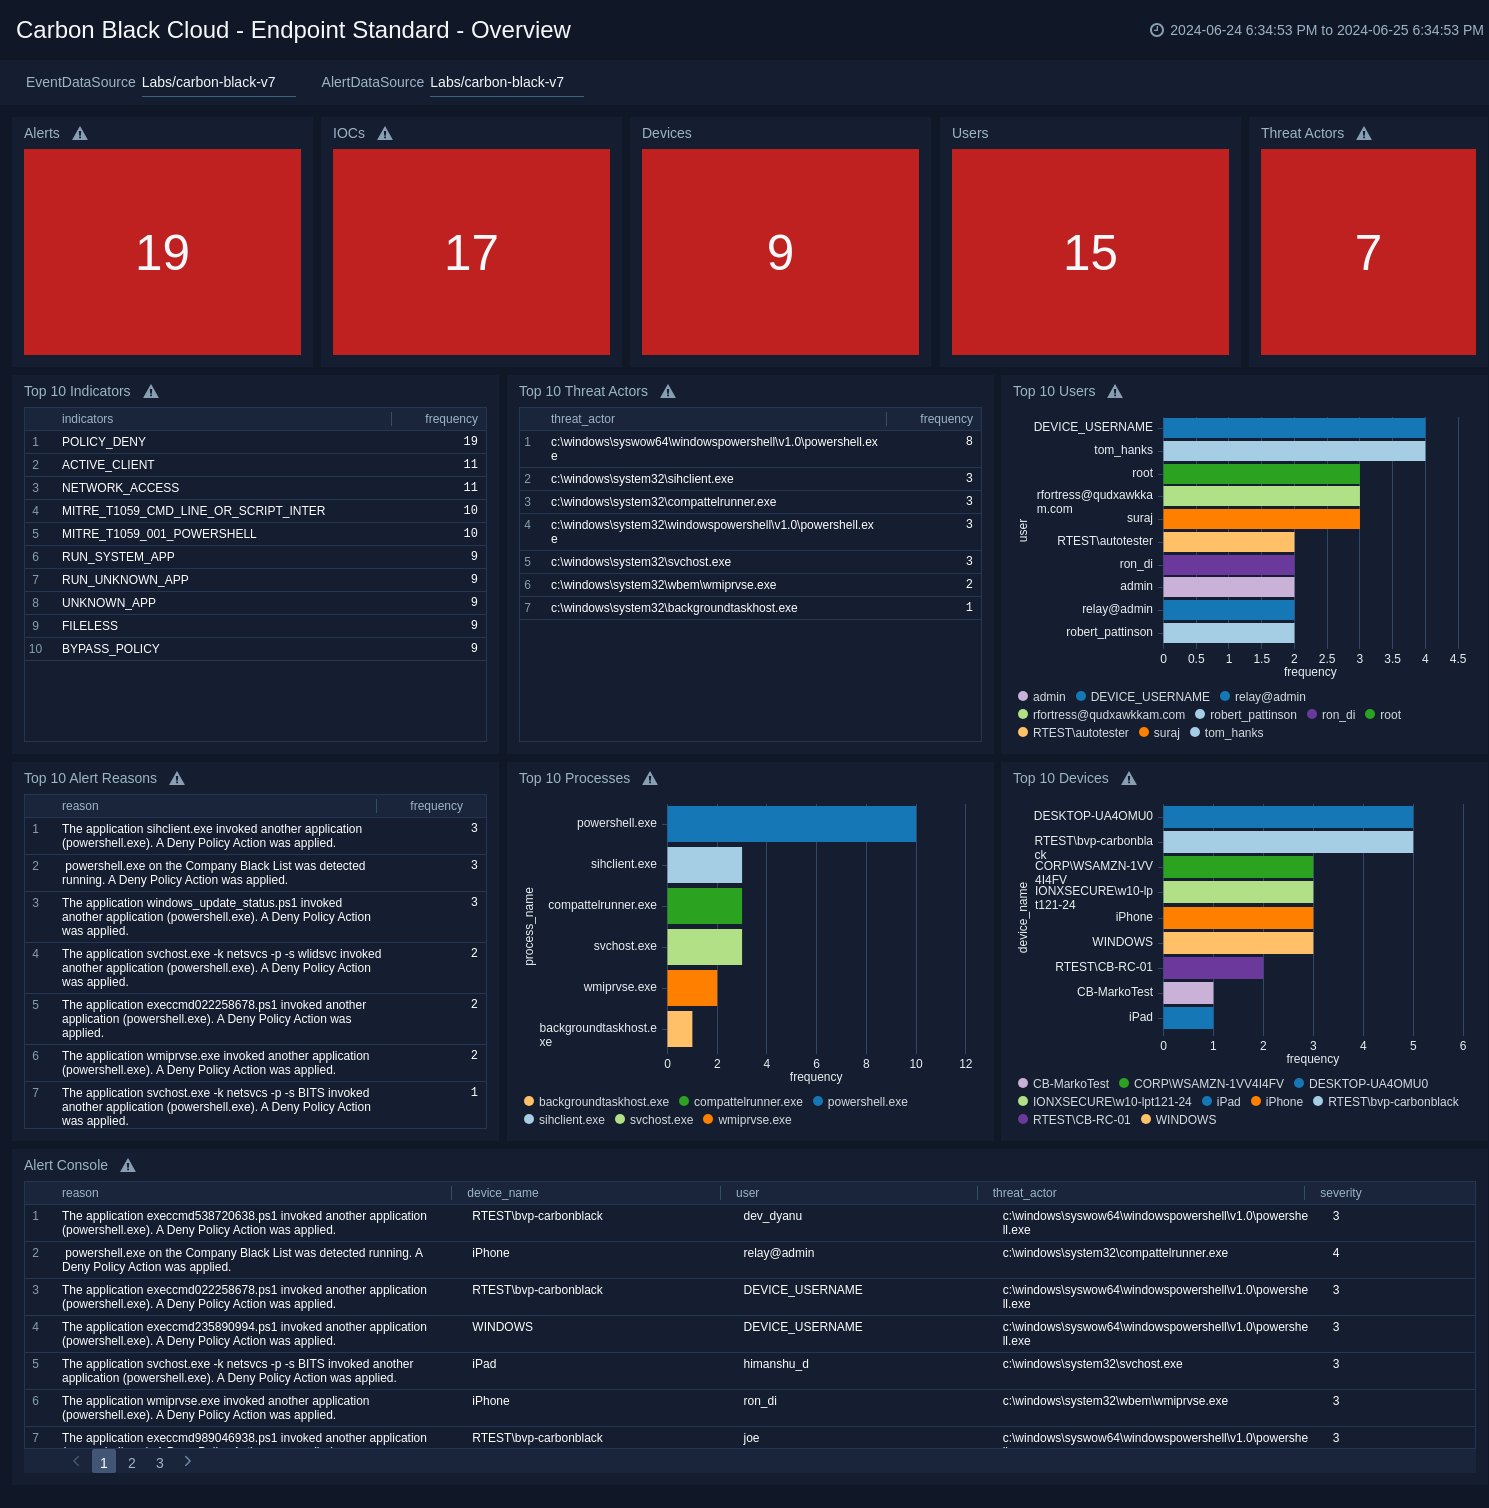 Carbon Black Cloud - Endpoint Standard - Overview
2024-06-24 6:34:53 PM to 2024-06-25 6:34:53 PM
EventDataSource Labs/carbon-black-v7
AlertDataSource Labs/carbon-black-v7
Alerts
19
IOCs
17
Devices
9
Users
15
Threat Actors
7
Top 10 Indicators
indicators frequency
1 POLICY_DENY 19
2 ACTIVE_CLIENT 11
3 NETWORK_ACCESS 11
4 MITRE_T1059_CMD_LINE_OR_SCRIPT_INTER 10
5 MITRE_T1059_001_POWERSHELL 10
6 RUN_SYSTEM_APP 9
7 RUN_UNKNOWN_APP 9
8 UNKNOWN_APP 9
9 FILELESS 9
10 BYPASS_POLICY 9
Top 10 Threat Actors
threat_actor frequency
1 c:\windows\syswow64\windowspowershell\v1.0\powershell.ex 8
e
2 c:\windows\system32\sihclient.exe 3
3 c:\windows\system32\compattelrunner.exe 3
4 c:\windows\system32\windowspowershell\v1.0\powershell.ex 3
e
5 c:\windows\system32\svchost.exe 3
6 c:\windows\system32\wbem\wmiprvse.exe 2
7 c:\windows\system32\backgroundtaskhost.exe 1
Top 10 Users
user
DEVICE_USERNAME
tom_hanks
root
rfortress@qudxawkka
m.com
suraj
RTEST\autotester
ron_di
admin
relay@admin
robert_pattinson
0 0.5 1 1.5 2 2.5 3 3.5 4 4.5
frequency
admin DEVICE_USERNAME relay@admin
rfortress@qudxawkkam.com robert_pattinson ron_di root
RTEST\autotester suraj tom_hanks
Top 10 Alert Reasons
reason frequency
1 The application sihclient.exe invoked another application 3
(powershell.exe). A Deny Policy Action was applied.
2 powershell.exe on the Company Black List was detected 3
running. A Deny Policy Action was applied.
3 The application windows_update_status.ps1 invoked 3
another application (powershell.exe). A Deny Policy Action
was applied.
4 The application svchost.exe -k netsvcs -p -s wlidsvc invoked 2
another application (powershell.exe). A Deny Policy Action
was applied.
5 The application execcmd022258678.ps1 invoked another 2
application (powershell.exe). A Deny Policy Action was
applied.
6 The application wmiprvse.exe invoked another application 2
(powershell.exe). A Deny Policy Action was applied.
7 The application svchost.exe -k netsvcs -p -s BITS invoked 1
another application (powershell.exe). A Deny Policy Action
was applied.
Top 10 Processes
process_name
powershell.exe
sihclient.exe
compattelrunner.exe
svchost.exe
wmiprvse.exe
backgroundtaskhost.e
xe
0 2 4 6 8 10 12
frequency
backgroundtaskhost.exe compattelrunner.exe powershell.exe
sihclient.exe svchost.exe wmiprvse.exe
Top 10 Devices
device_name
DESKTOP-UA4OMU0
RTEST\bvp-carbonbla
ck
CORP\WSAMZN-1VV
4I4FV
IONXSECURE\w10-lp
t121-24
iPhone
WINDOWS
RTEST\CB-RC-01
CB-MarkoTest
iPad
0 1 2 3 4 5 6
frequency
CB-MarkoTest CORP\WSAMZN-1VV4I4FV DESKTOP-UA4OMU0
IONXSECURE\w10-lpt121-24 iPad iPhone RTEST\bvp-carbonblack
RTEST\CB-RC-01 WINDOWS
Alert Console
reason device_name user threat_actor severity
1 The application execcmd538720638.ps1 invoked another application RTEST\bvp-carbonblack dev_dyanu c:\windows\syswow64\windowspowershell\v1.0\powershe 3
(powershell.exe). A Deny Policy Action was applied. ll.exe
2 powershell.exe on the Company Black List was detected running. A iPhone relay@admin c:\windows\system32\compattelrunner.exe 4
Deny Policy Action was applied.
3 The application execcmd022258678.ps1 invoked another application RTEST\bvp-carbonblack DEVICE_USERNAME c:\windows\syswow64\windowspowershell\v1.0\powershe 3
(powershell.exe). A Deny Policy Action was applied. ll.exe
4 The application execcmd235890994.ps1 invoked another application WINDOWS DEVICE_USERNAME c:\windows\syswow64\windowspowershell\v1.0\powershe 3
(powershell.exe). A Deny Policy Action was applied. ll.exe
5 The application svchost.exe -k netsvcs -p -s BITS invoked another iPad himanshu_d c:\windows\system32\svchost.exe 3
application (powershell.exe). A Deny Policy Action was applied.
6 The application wmiprvse.exe invoked another application iPhone ron_di c:\windows\system32\wbem\wmiprvse.exe 3
(powershell.exe). A Deny Policy Action was applied.
7 The application execcmd989046938.ps1 invoked another application RTEST\bvp-carbonblack joe c:\windows\syswow64\windowspowershell\v1.0\powershe 3
1 2 3